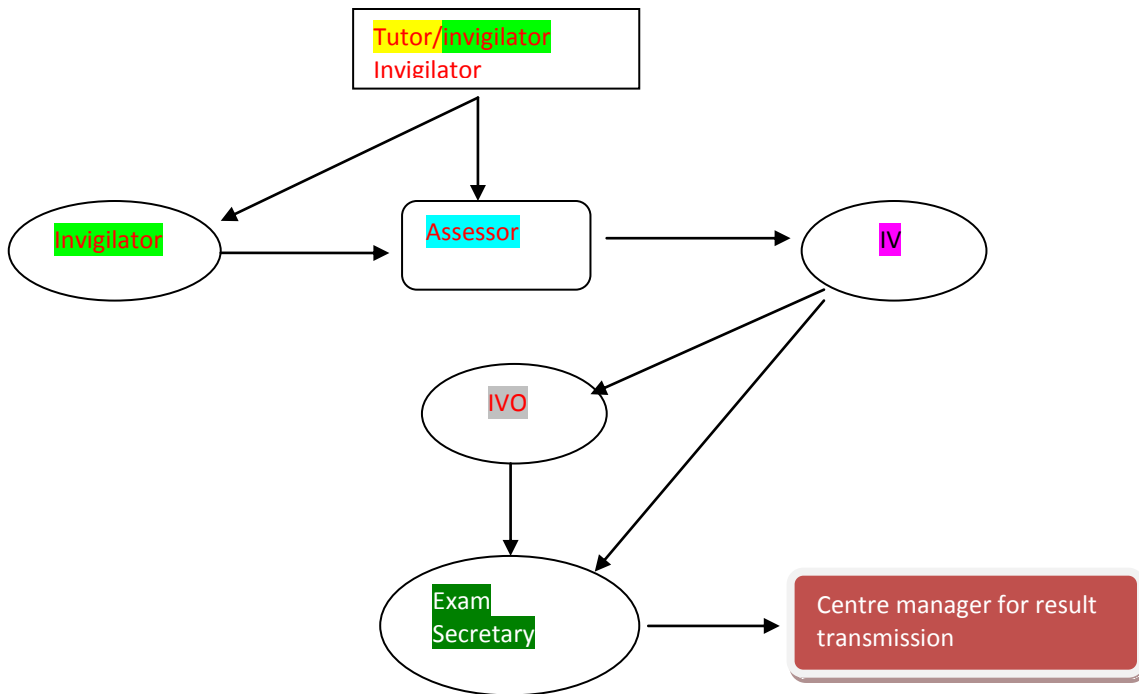 Tutor/invigilator
Invigilator
Invigilator
Assessor
IV
IVO
Exam
Secretary
Centre manager for result
transmission